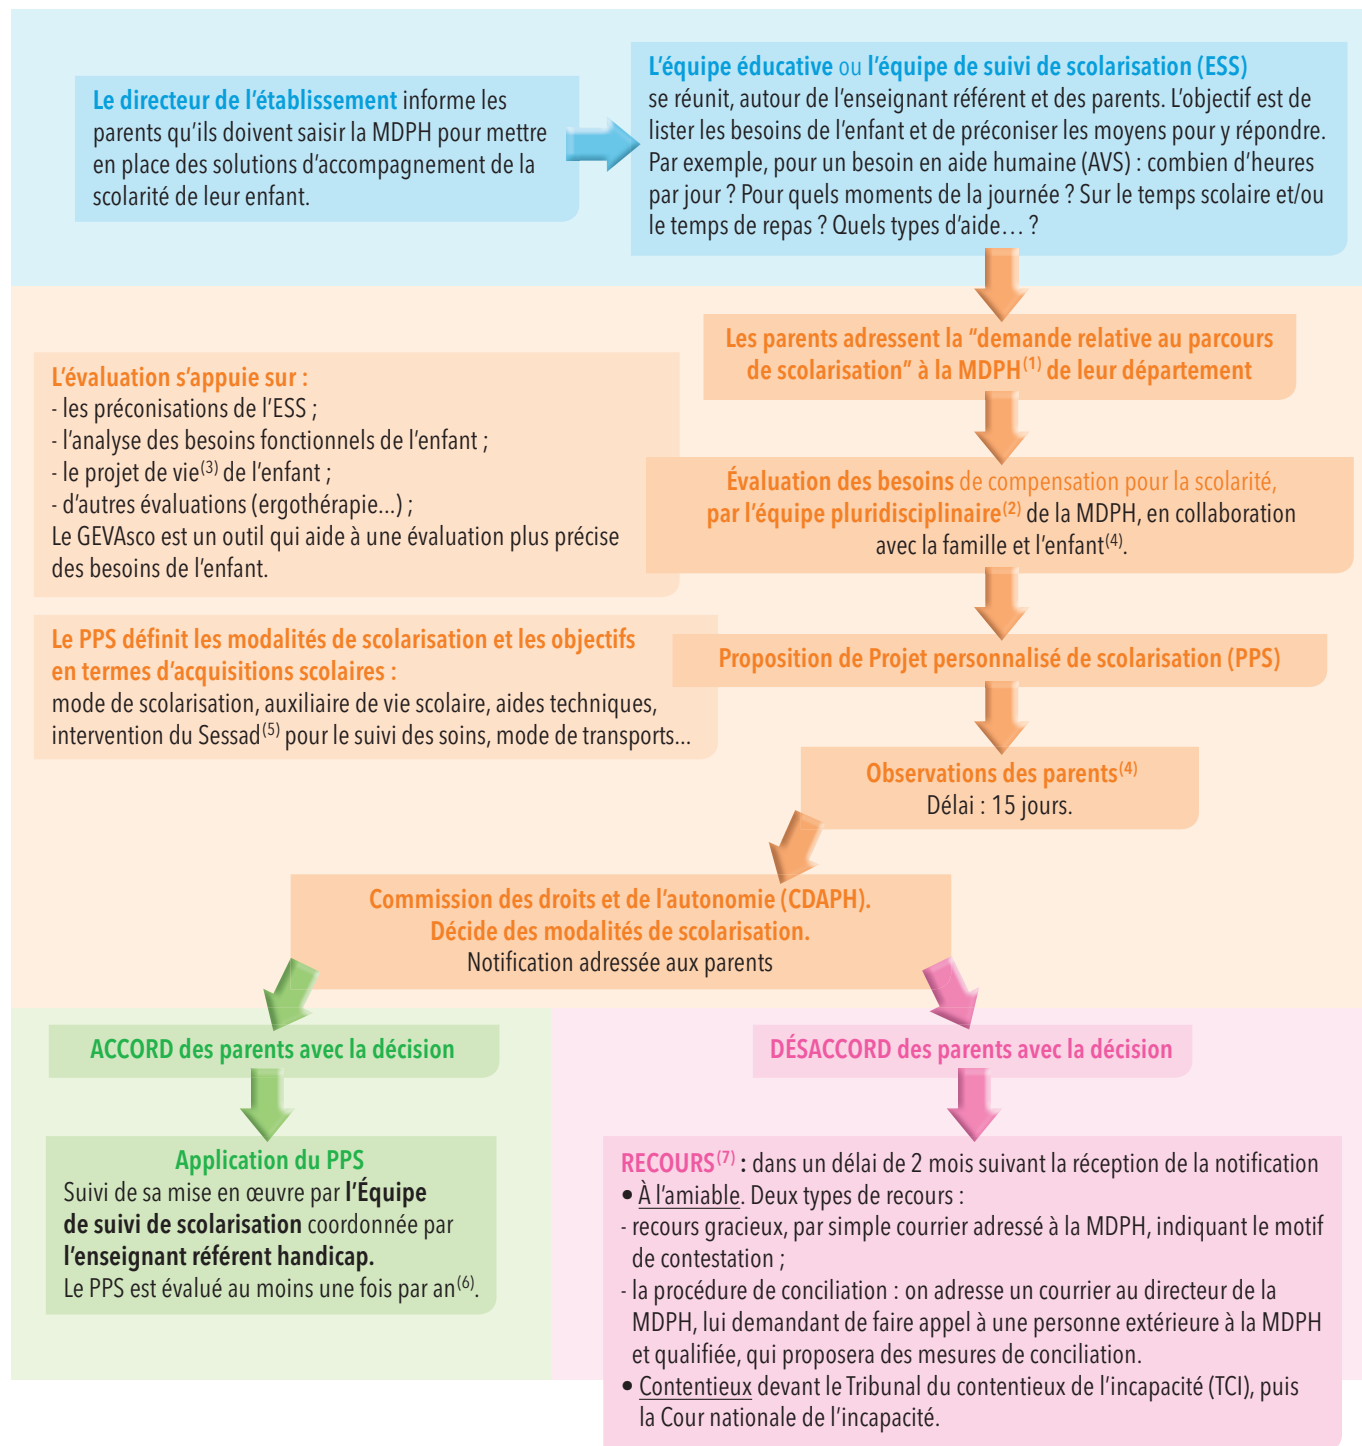 Le directeur de l'établissement informe les
parents qu'ils doivent saisir la MDPH pour mettre
en place des solutions d'accompagnement de la
scolarité de leur enfant.
L'équipe éducative ou l'équipe de suivi de scolarisation (ESS)
se réunit, autour de l'enseignant référent et des parents. L'objectif est de
lister les besoins de l'enfant et de préconiser les moyens pour y répondre.
Par exemple, pour un besoin en aide humaine (AVS) : combien d'heures
par jour ? Pour quels moments de la journée ? Sur le temps scolaire et/ou
le temps de repas ? Quels types d'aide… ?
Les parents adressent la "demande relative au parcours
de scolarisation" à la MDPH(1) de leur département
L'évaluation s'appuie sur :
- les préconisations de l'ESS ;
- l'analyse des besoins fonctionnels de l'enfant ;
- le projet de vie(3) de l'enfant ;
- d'autres évaluations (ergothérapie...) ;
Le GEVAsco est un outil qui aide à une évaluation plus précise
des besoins de l'enfant.
Évaluation des besoins de compensation pour la scolarité,
par l'équipe pluridisciplinaire(2) de la MDPH, en collaboration
avec la famille et l'enfant(4).
Le PPS définit les modalités de scolarisation et les objectifs
en termes d'acquisitions scolaires :
mode de scolarisation, auxiliaire de vie scolaire, aides techniques,
intervention du Sessad(5) pour le suivi des soins, mode de transports...
Proposition de Projet personnalisé de scolarisation (PPS)
Observations des parents(4)
Délai : 15 jours.
Commission des droits et de l'autonomie (CDAPH).
Décide des modalités de scolarisation.
Notification adressée aux parents
ACCORD des parents avec la décision
Application du PPS
Suivi de sa mise en œuvre par l'Équipe
de suivi de scolarisation coordonnée par
l'enseignant référent handicap.
Le PPS est évalué au moins une fois par an(6).
DÉSACCORD des parents avec la décision
RECOURS(7) : dans un délai de 2 mois suivant la réception de la notification
• À l'amiable. Deux types de recours :
- recours gracieux, par simple courrier adressé à la MDPH, indiquant le motif
de contestation ;
- la procédure de conciliation : on adresse un courrier au directeur de la
MDPH, lui demandant de faire appel à une personne extérieure à la MDPH
et qualifiée, qui proposera des mesures de conciliation.
• Contentieux devant le Tribunal du contentieux de l'incapacité (TCI), puis
la Cour nationale de l'incapacité.